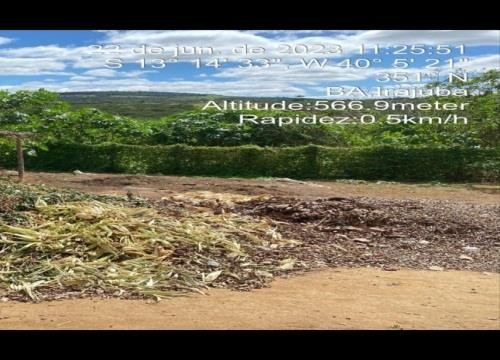 22 de jun. de 2023 11:25:51
S 13° 14' 33", W 40° 5' 21"
351° N
BA.Irajuba
Altitude:566.9meter
Rapidez:0.5km/h